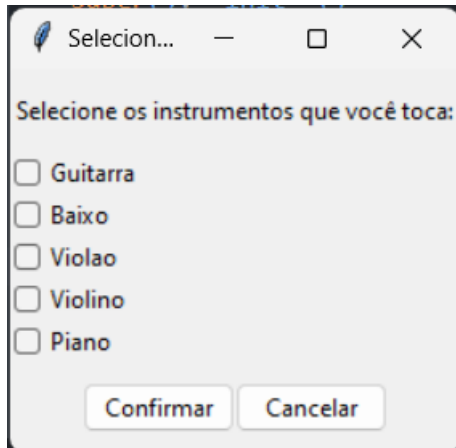 Selecion...
Selecione os instrumentos que você toca:
Guitarra
Baixo
Violao
Violino
Piano
Confirmar Cancelar